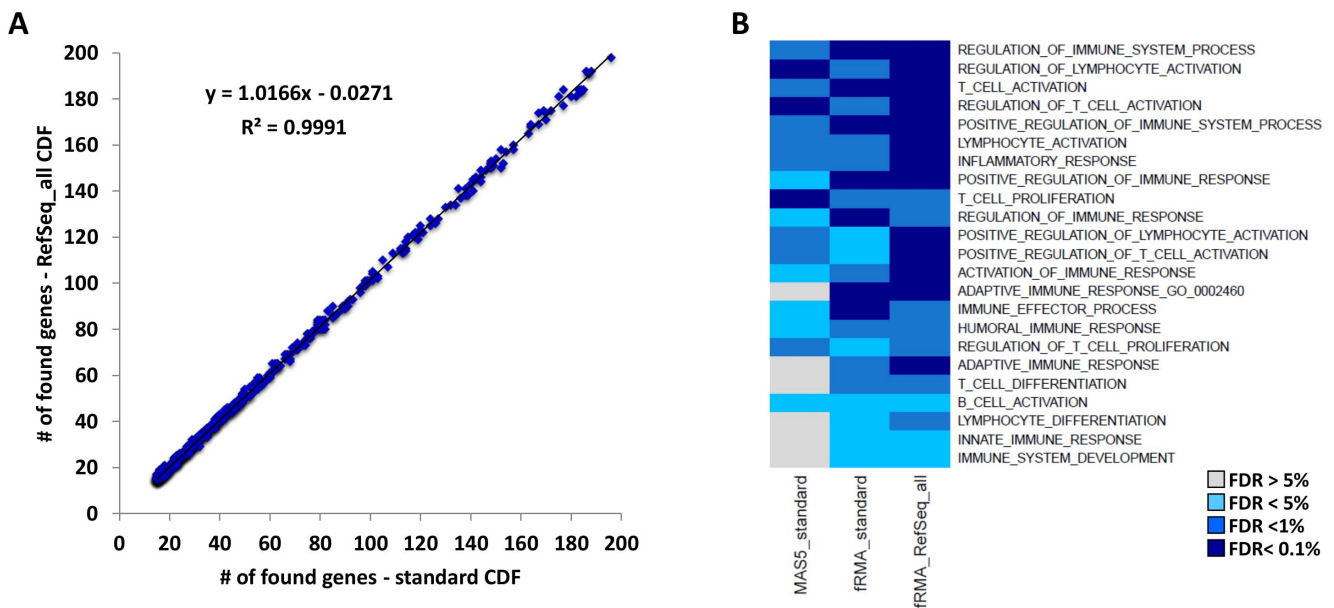 A
y = 1.0166x - 0.0271
R² = 0.9991
200
180
160
140
120
100
80
60
40
20
0
# of found genes - RefSeq_all CDF
0 20 40 60 80 100 120 140 160 180 200
# of found genes - standard CDF
B
REGULATION_OF_IMMUNE_SYSTEM_PROCESS
REGULATION_OF_LYMPHOCYTE_ACTIVATION
T_CELL_ACTIVATION
REGULATION_OF_T_CELL_ACTIVATION
POSITIVE_REGULATION_OF_IMMUNE_SYSTEM_PROCESS
LYMPHOCYTE_ACTIVATION
INFLAMMATORY_RESPONSE
POSITIVE_REGULATION_OF_IMMUNE_RESPONSE
T_CELL_PROLIFERATION
REGULATION_OF_IMMUNE_RESPONSE
POSITIVE_REGULATION_OF_LYMPHOCYTE_ACTIVATION
POSITIVE_REGULATION_OF_T_CELL_ACTIVATION
ACTIVATION_OF_IMMUNE_RESPONSE
ADAPTIVE_IMMUNE_RESPONSE_GO_0002460
IMMUNE_EFFECTOR_PROCESS
HUMORAL_IMMUNE_RESPONSE
REGULATION_OF_T_CELL_PROLIFERATION
ADAPTIVE_IMMUNE_RESPONSE
T_CELL_DIFFERENTIATION
B_CELL_ACTIVATION
LYMPHOCYTE_DIFFERENTIATION
INNATE_IMMUNE_RESPONSE
IMMUNE_SYSTEM_DEVELOPMENT
MAS5_standard
fRMA_standard
fRMA_RefSeq_all
FDR > 5%
FDR < 5%
FDR <1%
FDR< 0.1%